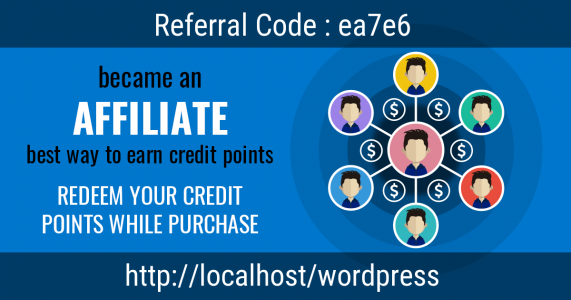 Referral Code : ea7e6
became an
AFFILIATE
best way to earn credit points
REDEEM YOUR CREDIT
POINTS WHILE PURCHASE
$ $
$ $
$ $
http://localhost/wordpress